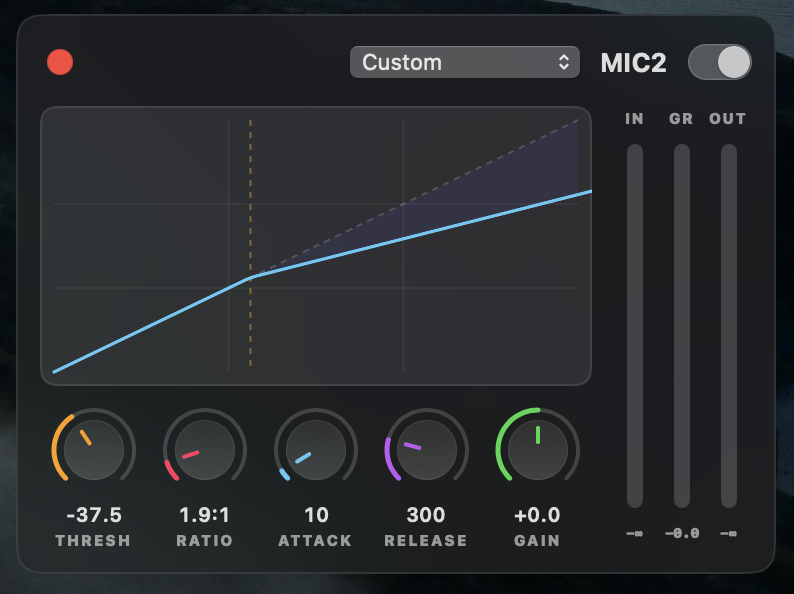 Custom MIC2
IN GR OUT
-∞ -0.0 -∞
-37.5 1.9:1 10 300 +0.0
THRESH RATIO ATTACK RELEASE GAIN